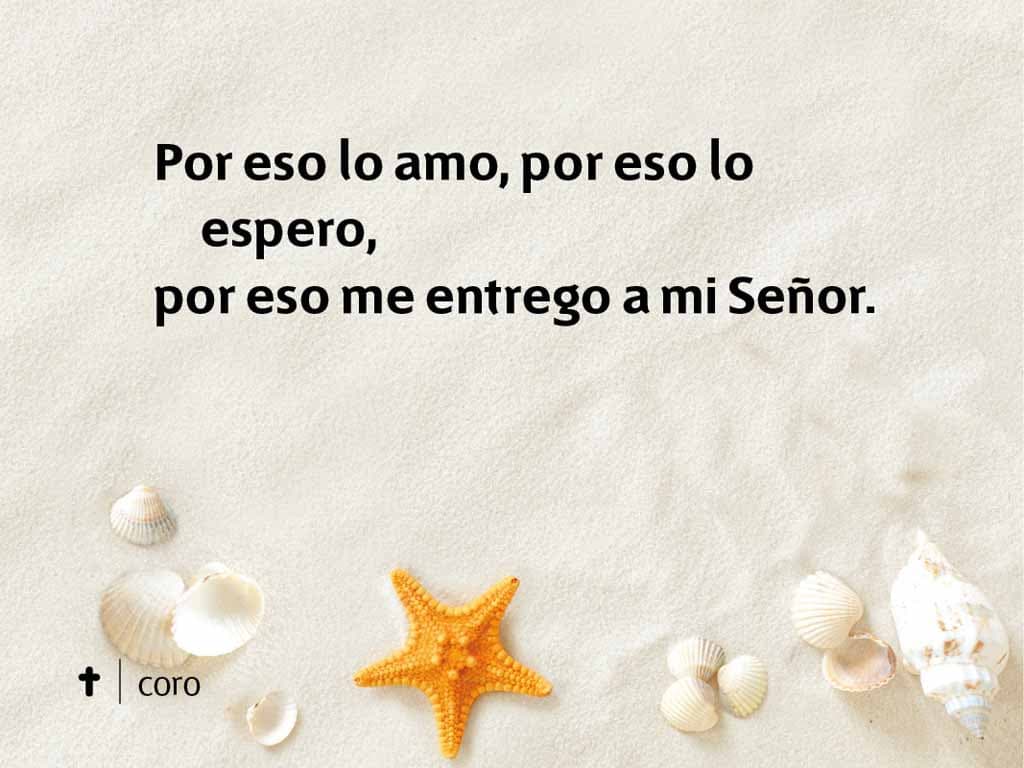 Por eso lo amo, por eso lo
espero,
por eso me entrego a mi Señor.
coro